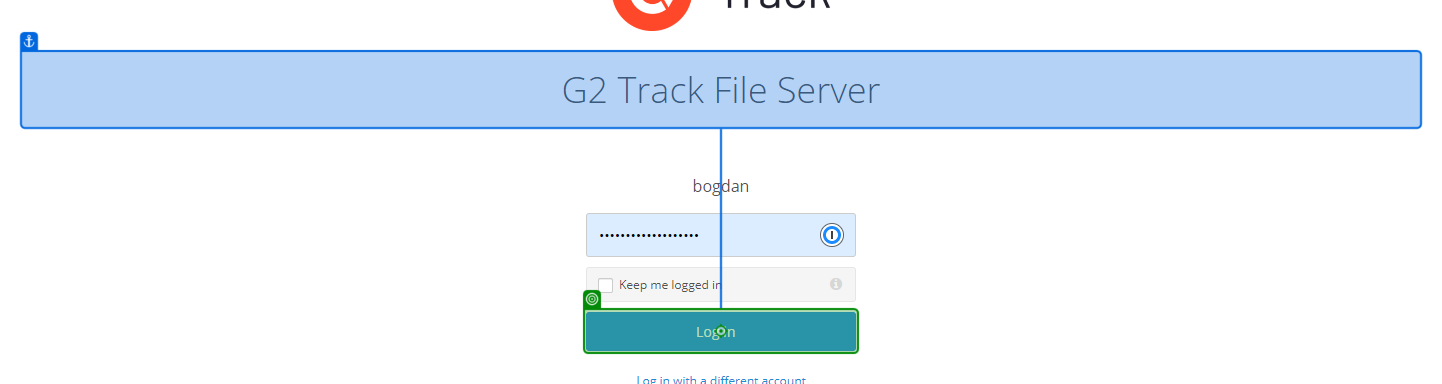 Track
G2 Track File Server
bogdan
Keep me logged in
Log in
Log in with a different account